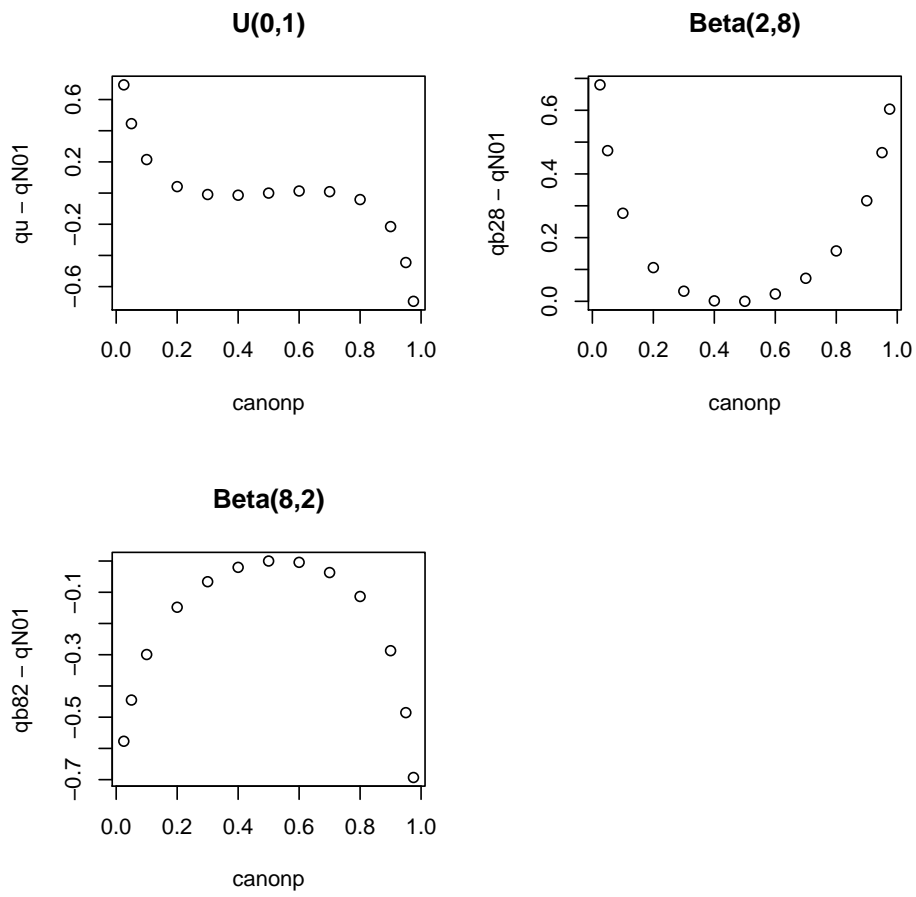 U(0,1)
qu − qN01
0.6
0.2
−0.2
−0.6
0.0 0.2 0.4 0.6 0.8 1.0
canonp
Beta(2,8)
qb28 − qN01
0.6
0.4
0.2
0.0
0.0 0.2 0.4 0.6 0.8 1.0
canonp
Beta(8,2)
qb82 − qN01
−0.1
−0.3
−0.5
−0.7
0.0 0.2 0.4 0.6 0.8 1.0
canonp